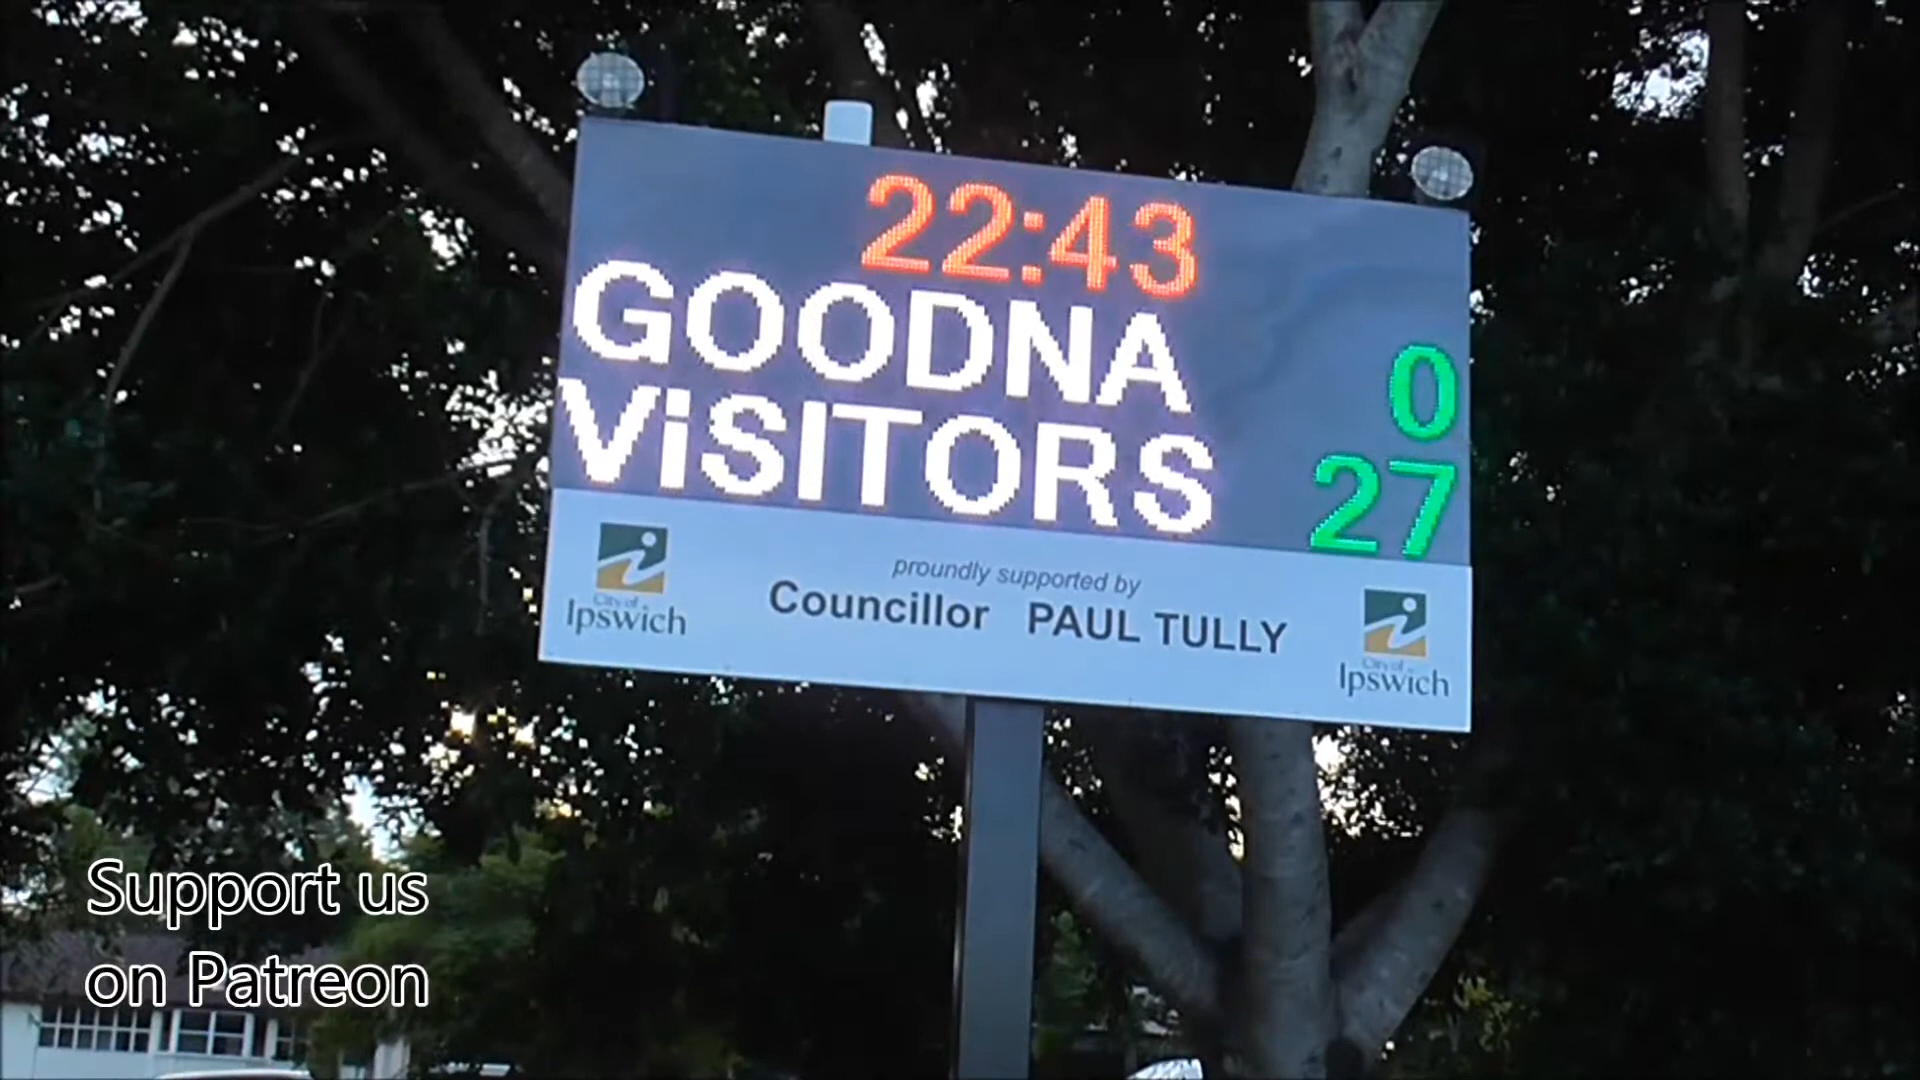 22:43
GOODNA 0
ViSITORS 27
proundly supported by
Councillor PAUL TULLY
City of
Ipswich
City of
Ipswich
Support us
on Patreon